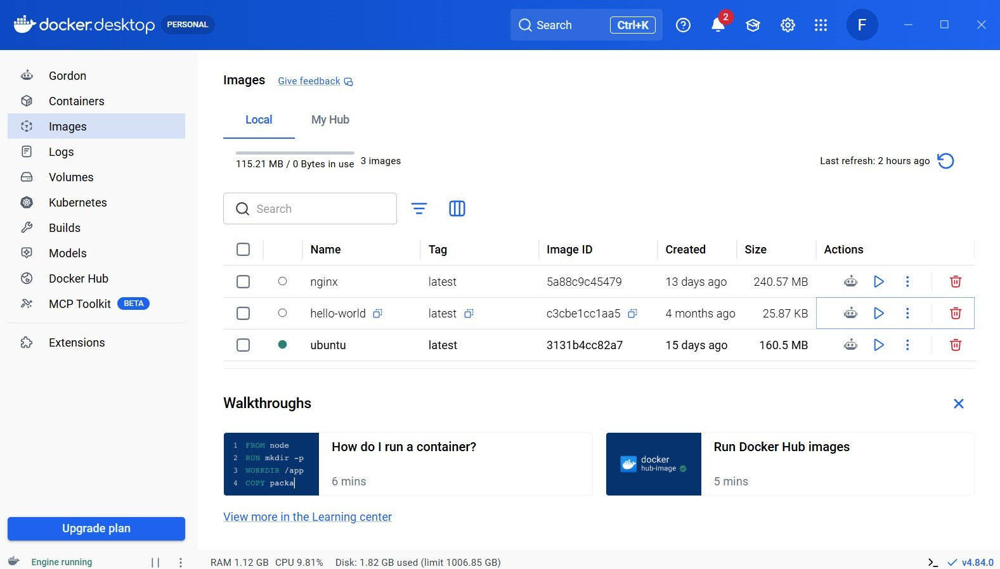 docker.desktop PERSONAL
Search Ctrl+K
2
F
Gordon
Containers
Images
Logs
Volumes
Kubernetes
Builds
Models
Docker Hub
MCP Toolkit BETA
Extensions
Upgrade plan
Images Give feedback
Local My Hub
115.21 MB / 0 Bytes in use 3 images
Last refresh: 2 hours ago
Search
Name Tag Image ID Created Size Actions
nginx latest 5a88c9c45479 13 days ago 240.57 MB
hello-world latest c3cbe1cc1aa5 4 months ago 25.87 KB
ubuntu latest 3131b4cc82a7 15 days ago 160.5 MB
Walkthroughs
1 FROM node
2 RUN mkdir -p
3 WORKDIR /app
4 COPY packa
How do I run a container?
6 mins
docker
hub-image
Run Docker Hub images
5 mins
View more in the Learning center
Engine running
RAM 1.12 GB CPU 9.81% Disk: 1.82 GB used (limit 1006.85 GB)
v4.84.0